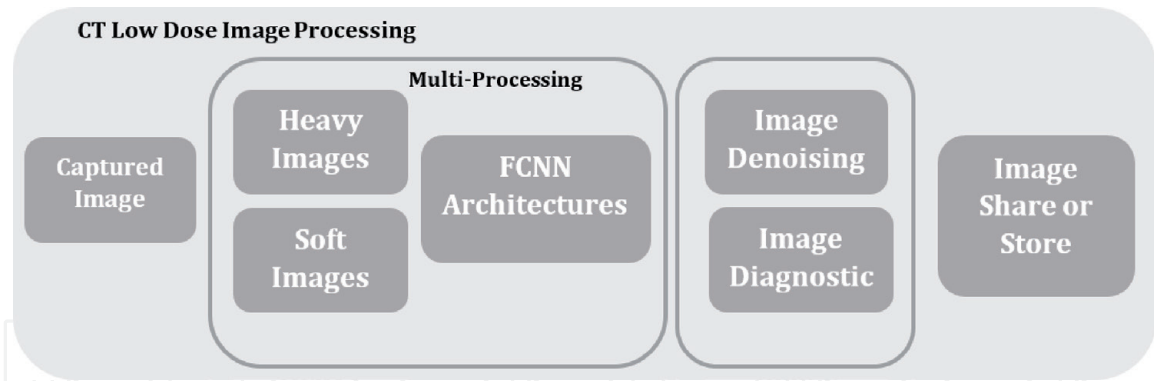 CT Low Dose Image Processing
Captured
Image
Multi-Processing
Heavy
Images
Soft
Images
FCNN
Architectures
Image
Denoising
Image
Diagnostic
Image
Share or
Store